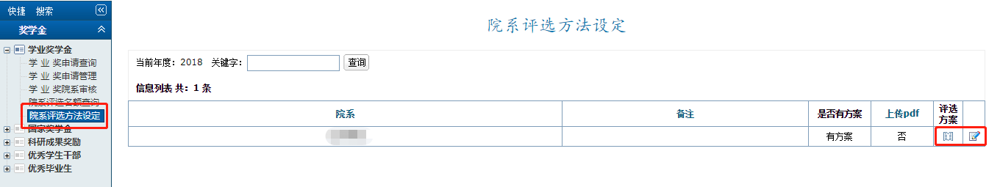 快捷 搜索
奖学金
学业奖学金
学 业 奖申请查询
学 业 奖申请管理
学 业 奖院系审核
院系评选名额查询
院系评选方法设定
国家奖学金
科研成果奖励
优秀学生干部
优秀毕业生
院系评选方法设定
当前年度：2018 关键字： 查询
信息列表 共：1 条
院系 备注 是否有方案 上传pdf 评选方案
有方案 否